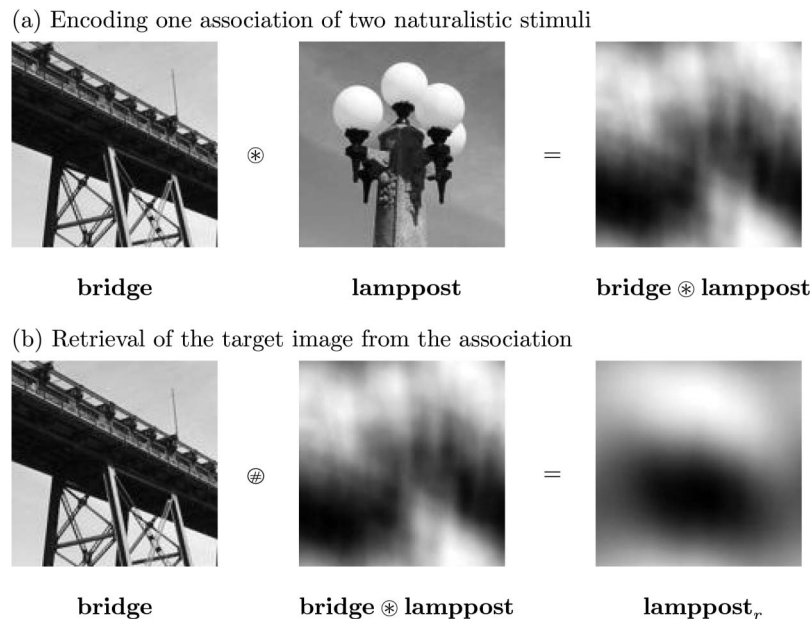 (a) Encoding one association of two naturalistic stimuli
⊛ =
bridge lamppost bridge ⊛ lamppost
(b) Retrieval of the target image from the association
⍟ =
bridge bridge ⊛ lamppost lamppostᵣ